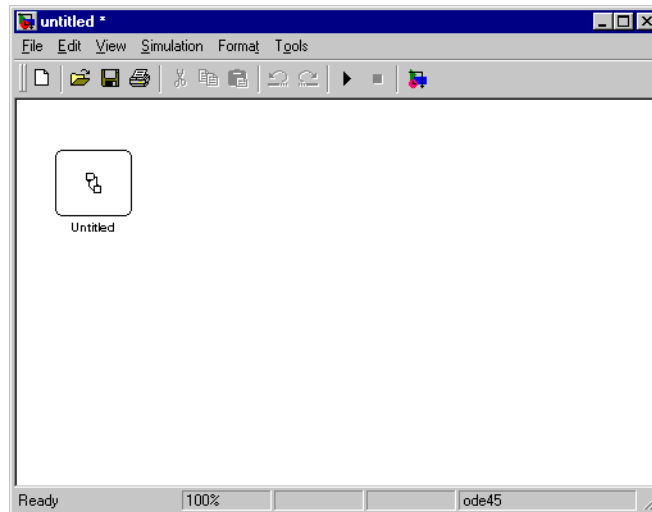 untitled *
File Edit View Simulation Format Tools
Untitled
Ready 100% ode45